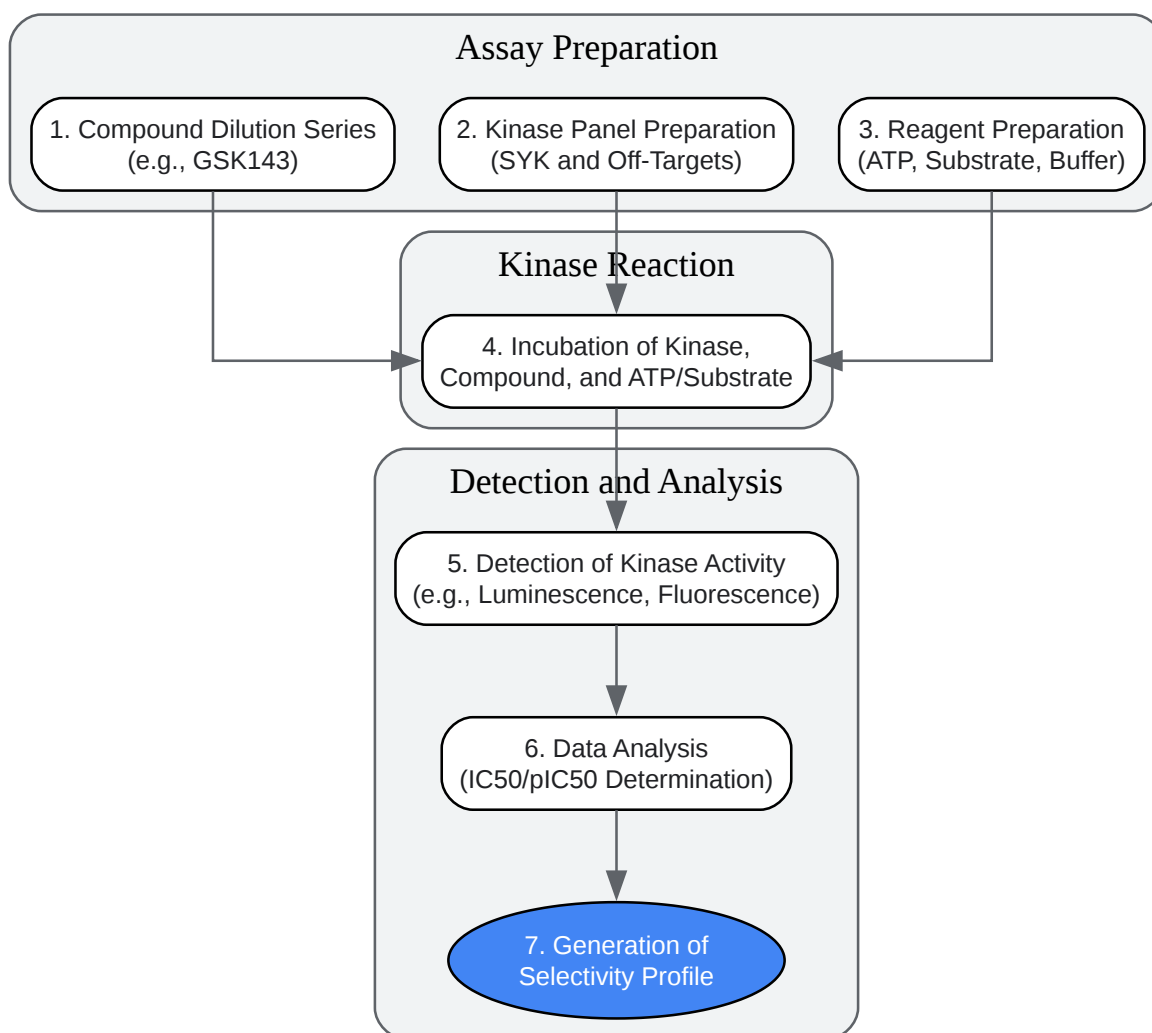 Assay Preparation
1. Compound Dilution Series
(e.g., GSK143)
2. Kinase Panel Preparation
(SYK and Off-Targets)
3. Reagent Preparation
(ATP, Substrate, Buffer)
Kinase Reaction
4. Incubation of Kinase,
Compound, and ATP/Substrate
Detection and Analysis
5. Detection of Kinase Activity
(e.g., Luminescence, Fluorescence)
6. Data Analysis
(IC50/pIC50 Determination)
7. Generation of
Selectivity Profile